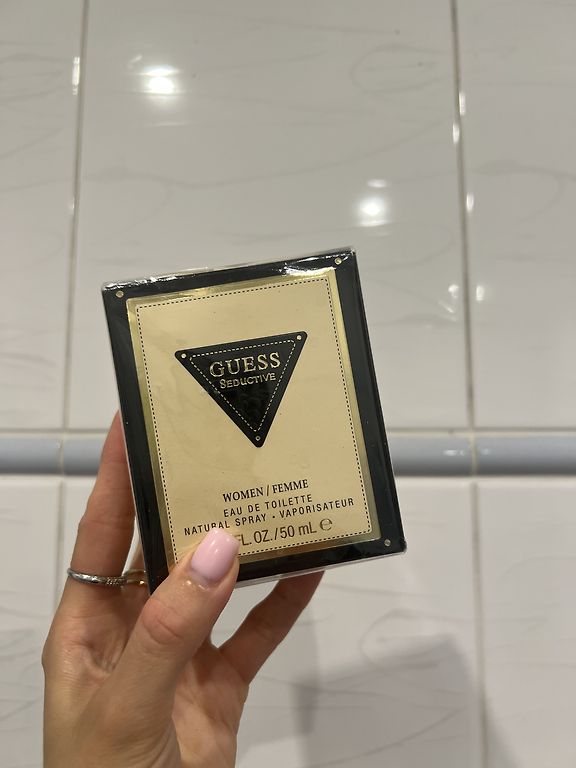 GUESS
SEDUCTIVE
WOMEN / FEMME
EAU DE TOILETTE
NATURAL SPRAY • VAPORISATEUR
FL. OZ. / 50 mL ℮